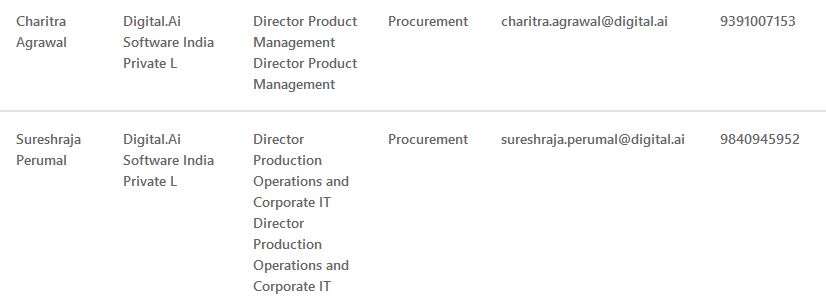 Charitra Agrawal
Digital.Ai Software India Private L
Director Product Management Director Product Management
Procurement
charitra.agrawal@digital.ai
9391007153
Sureshraja Perumal
Digital.Ai Software India Private L
Director Production Operations and Corporate IT Director Production Operations and Corporate IT
Procurement
sureshraja.perumal@digital.ai
9840945952